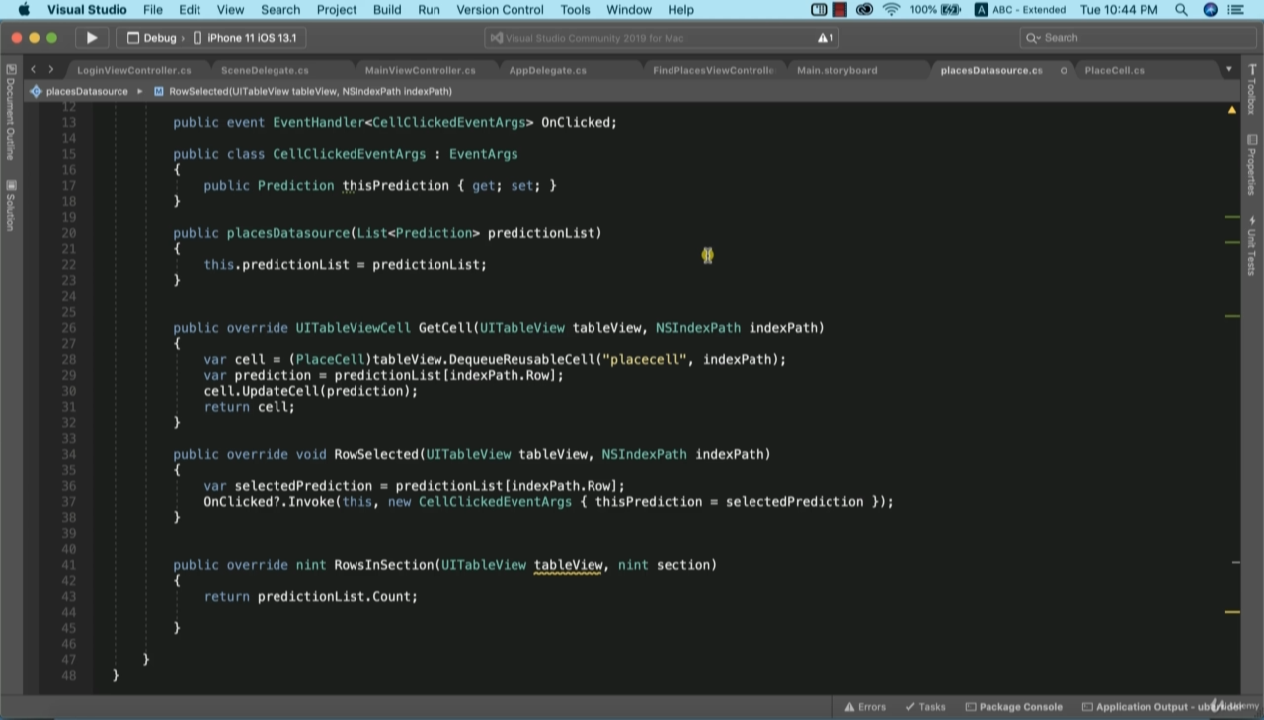 Visual Studio File Edit View Search Project Build Run Version Control Tools Window Help 100% A ABC - Extended Tue 10:44 PM
Debug › iPhone 11 iOS 13.1 Visual Studio Community 2019 for Mac 1 Search
LoginViewController.cs SceneDelegate.cs MainViewController.cs AppDelegate.cs FindPlacesViewControlle Main.storyboard placesDatasource.cs PlaceCell.cs
placesDatasource RowSelected(UITableView tableView, NSIndexPath indexPath)
Document Outline
Solution
Toolbox
Properties
Unit Tests
12
13 public event EventHandler<CellClickedEventArgs> OnClicked;
14
15 public class CellClickedEventArgs : EventArgs
16 {
17 public Prediction thisPrediction { get; set; }
18 }
19
20 public placesDatasource(List<Prediction> predictionList)
21 {
22 this.predictionList = predictionList;
23 }
24
25
26 public override UITableViewCell GetCell(UITableView tableView, NSIndexPath indexPath)
27 {
28 var cell = (PlaceCell)tableView.DequeueReusableCell("placecell", indexPath);
29 var prediction = predictionList[indexPath.Row];
30 cell.UpdateCell(prediction);
31 return cell;
32 }
33
34 public override void RowSelected(UITableView tableView, NSIndexPath indexPath)
35 {
36 var selectedPrediction = predictionList[indexPath.Row];
37 OnClicked?.Invoke(this, new CellClickedEventArgs { thisPrediction = selectedPrediction });
38 }
39
40
41 public override nint RowsInSection(UITableView tableView, nint section)
42 {
43 return predictionList.Count;
44
45 }
46
47 }
48 }
Errors Tasks Package Console Application Output -